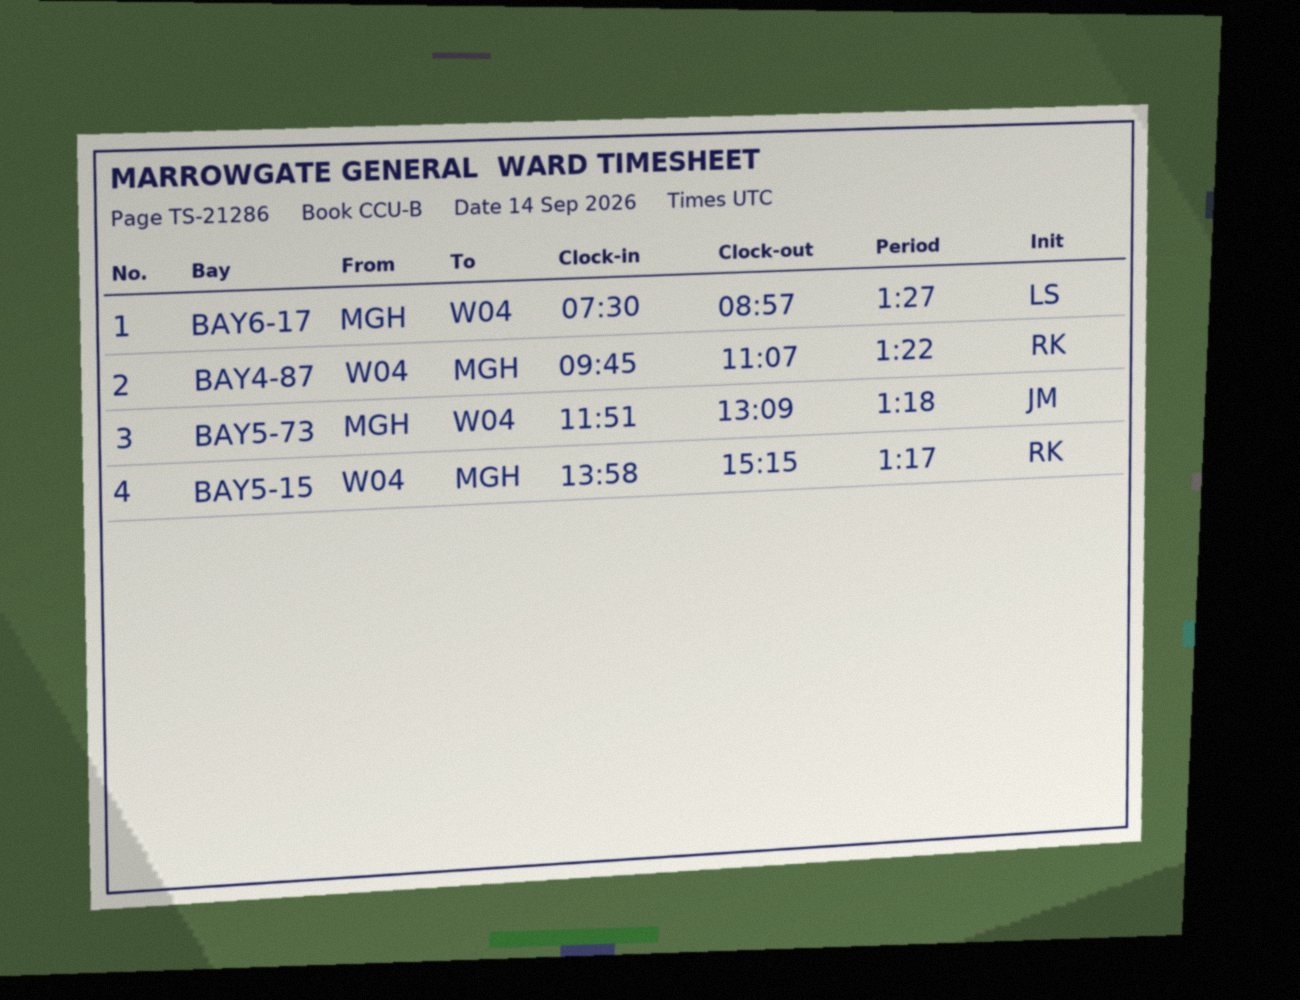 MARROWGATE GENERAL WARD TIMESHEET
Page TS-21286 Book CCU-B Date 14 Sep 2026 Times UTC
No. Bay From To Clock-in Clock-out Period Init
1 BAY6-17 MGH W04 07:30 08:57 1:27 LS
2 BAY4-87 W04 MGH 09:45 11:07 1:22 RK
3 BAY5-73 MGH W04 11:51 13:09 1:18 JM
4 BAY5-15 W04 MGH 13:58 15:15 1:17 RK